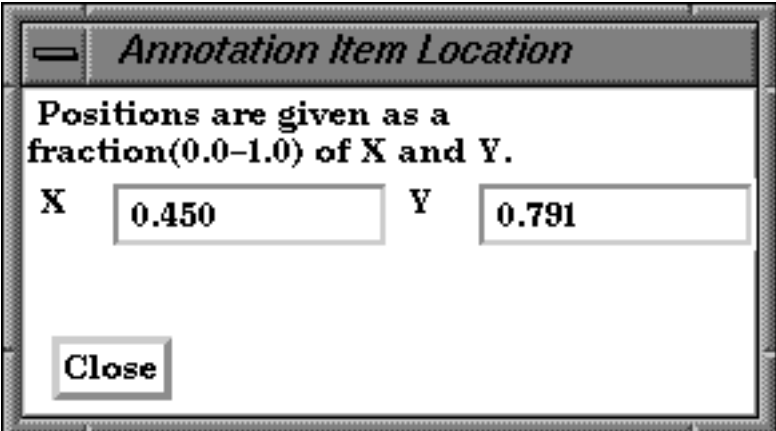 Annotation Item Location
Positions are given as a
fraction(0.0–1.0) of X and Y.
X 0.450 Y 0.791
Close